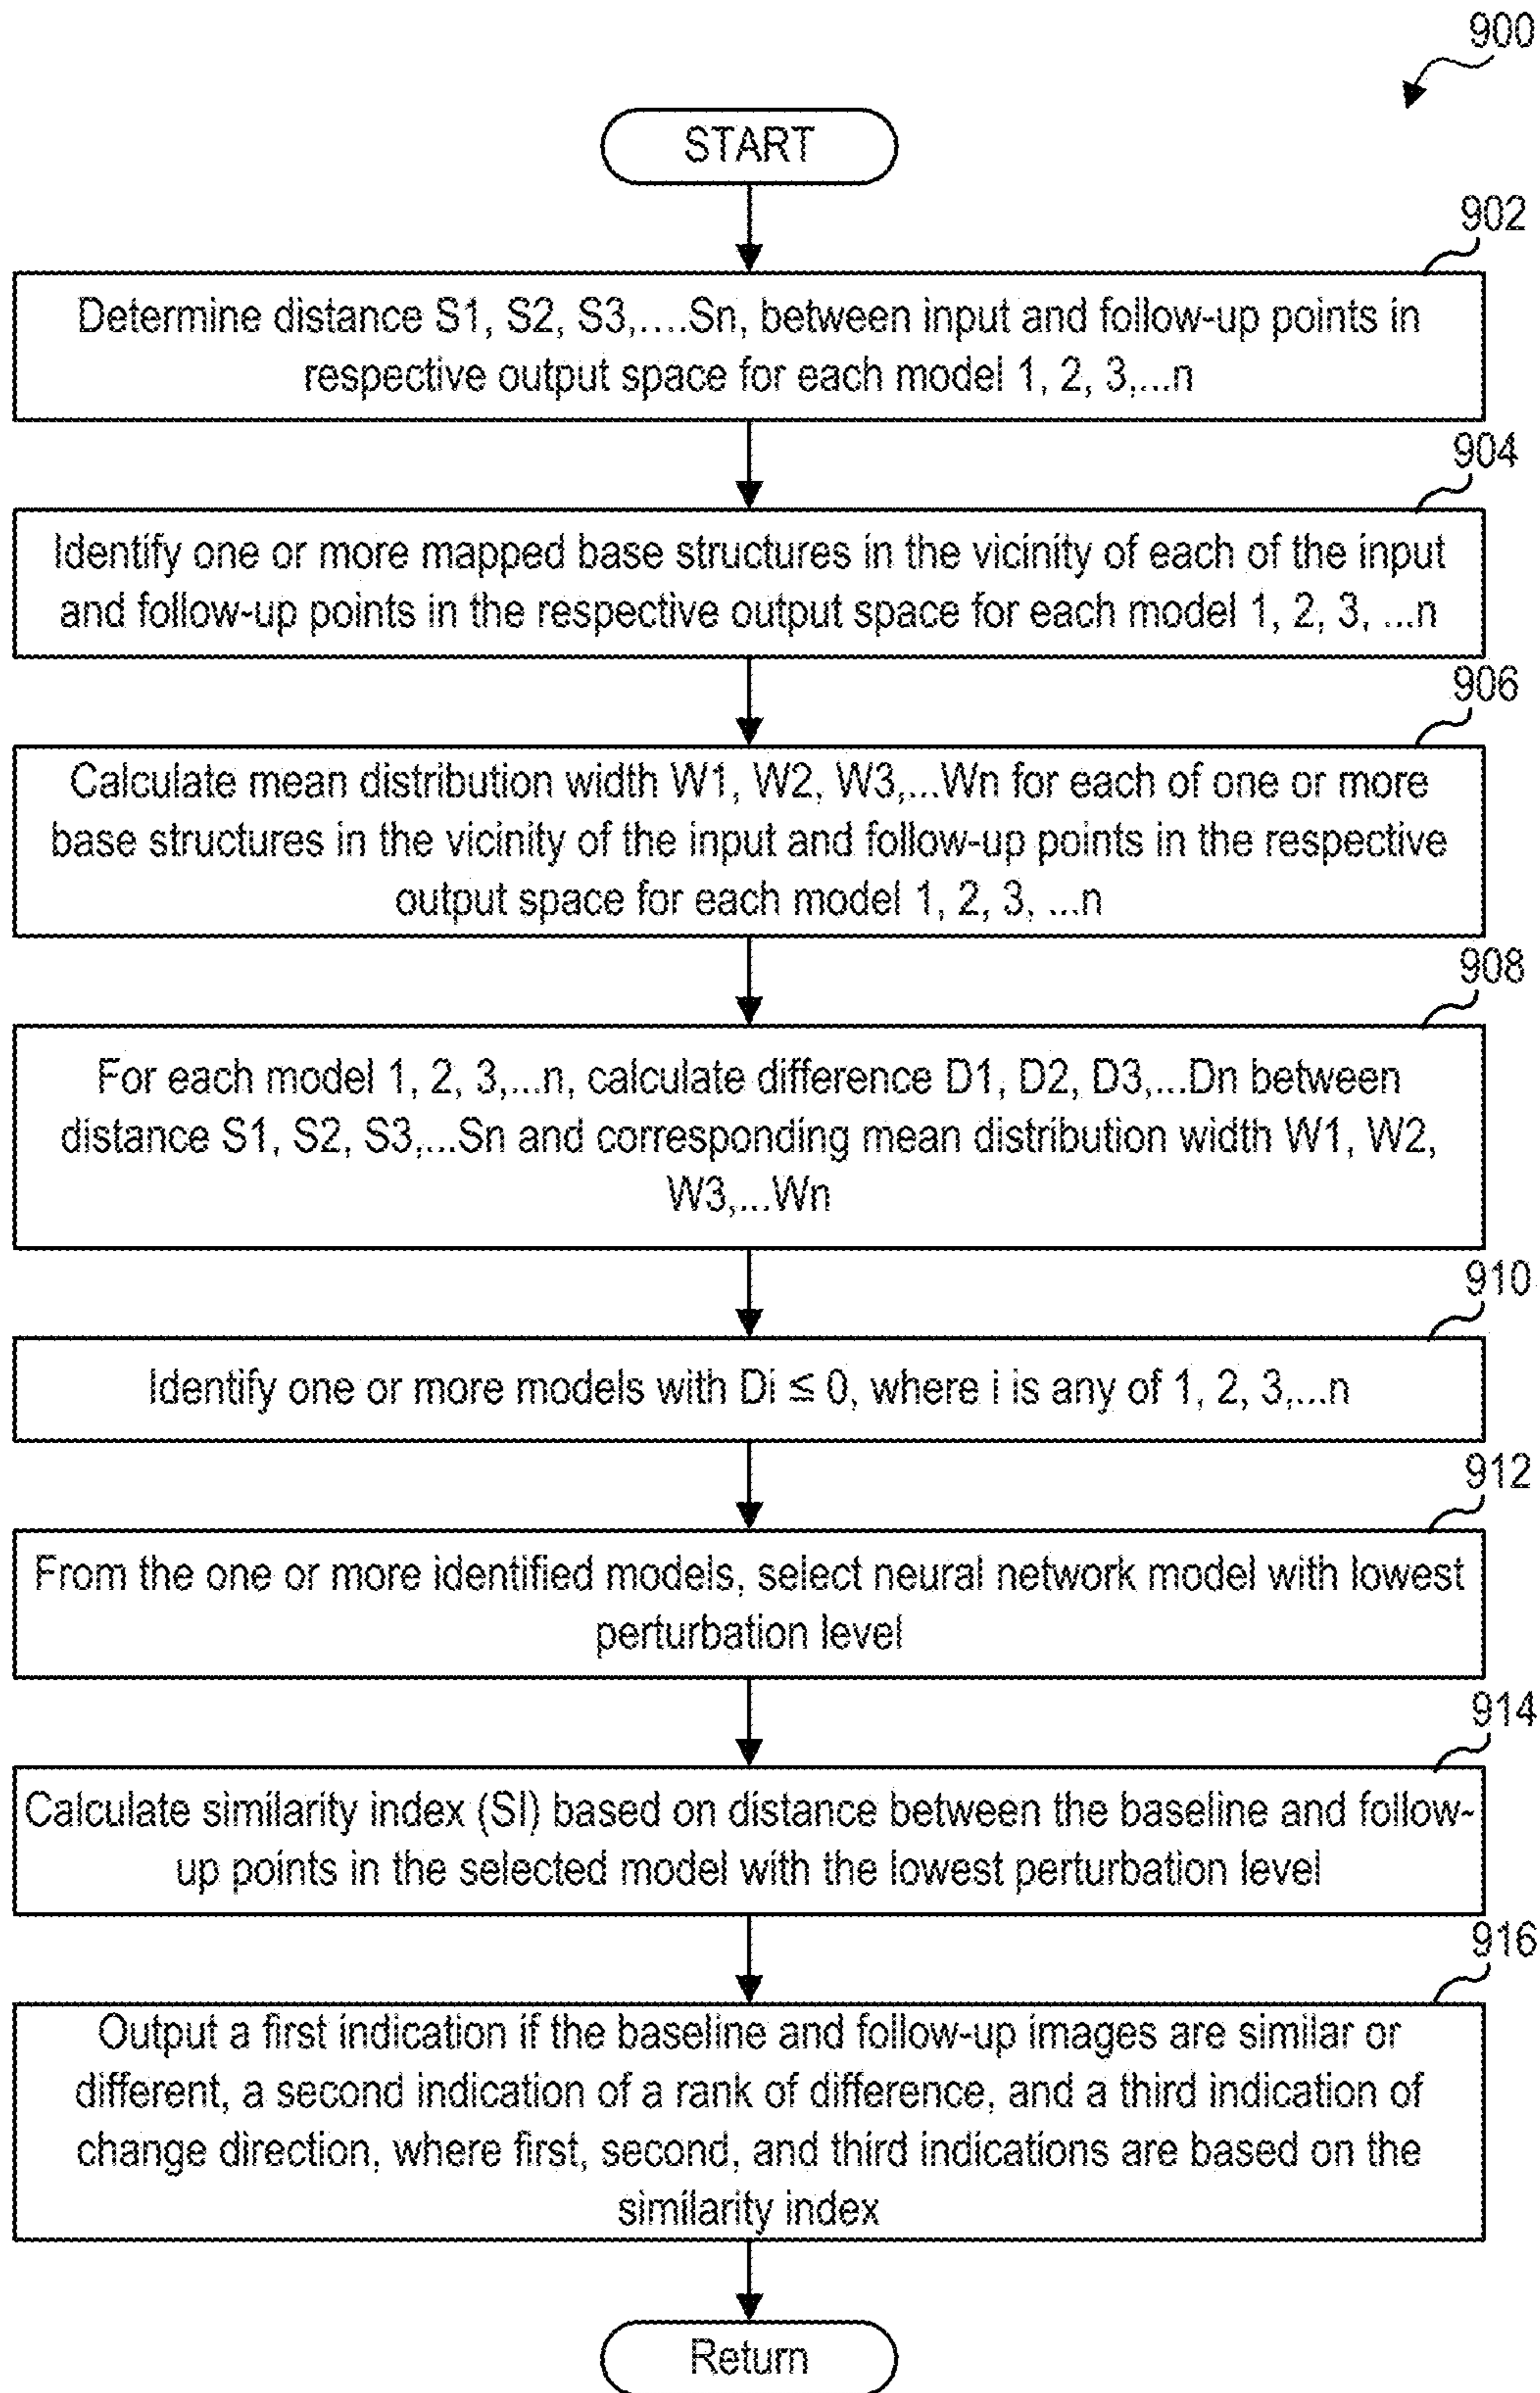 900
START
902
Determine distance S1, S2, S3,....Sn, between input and follow-up points in
respective output space for each model 1, 2, 3,...n
904
Identify one or more mapped base structures in the vicinity of each of the input
and follow-up points in the respective output space for each model 1, 2, 3, ...n
906
Calculate mean distribution width W1, W2, W3,...Wn for each of one or more
base structures in the vicinity of the input and follow-up points in the respective
output space for each model 1, 2, 3, ...n
908
For each model 1, 2, 3,...n, calculate difference D1, D2, D3,...Dn between
distance S1, S2, S3,...Sn and corresponding mean distribution width W1, W2,
W3,...Wn
910
Identify one or more models with Di ≤ 0, where i is any of 1, 2, 3,...n
912
From the one or more identified models, select neural network model with lowest
perturbation level
914
Calculate similarity index (SI) based on distance between the baseline and follow-
up points in the selected model with the lowest perturbation level
916
Output a first indication if the baseline and follow-up images are similar or
different, a second indication of a rank of difference, and a third indication of
change direction, where first, second, and third indications are based on the
similarity index
Return